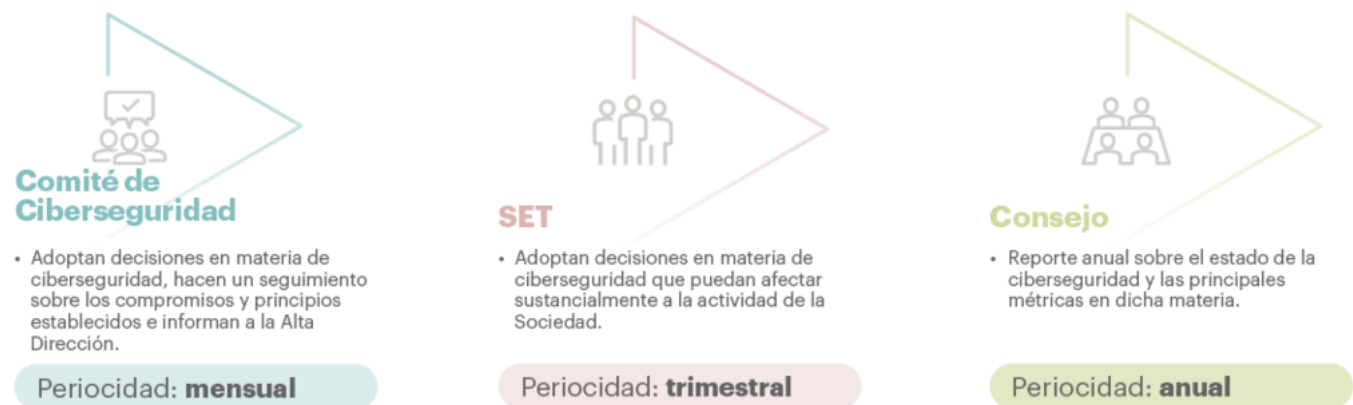 Comité de
Ciberseguridad
• Adoptan decisiones en materia de
ciberseguridad, hacen un seguimiento
sobre los compromisos y principios
establecidos e informan a la Alta
Dirección.
Periocidad: mensual
SET
• Adoptan decisiones en materia de
ciberseguridad que puedan afectar
sustancialmente a la actividad de la
Sociedad.
Periocidad: trimestral
Consejo
• Reporte anual sobre el estado de la
ciberseguridad y las principales
métricas en dicha materia.
Periocidad: anual